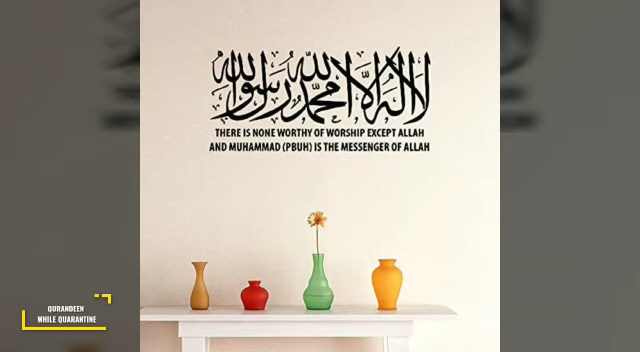 لا اله الا الله محمد رسول الله
THERE IS NONE WORTHY OF WORSHIP EXCEPT ALLAH
AND MUHAMMAD (PBUH) IS THE MESSENGER OF ALLAH
QURANDEEN
WHILE QUARANTINE